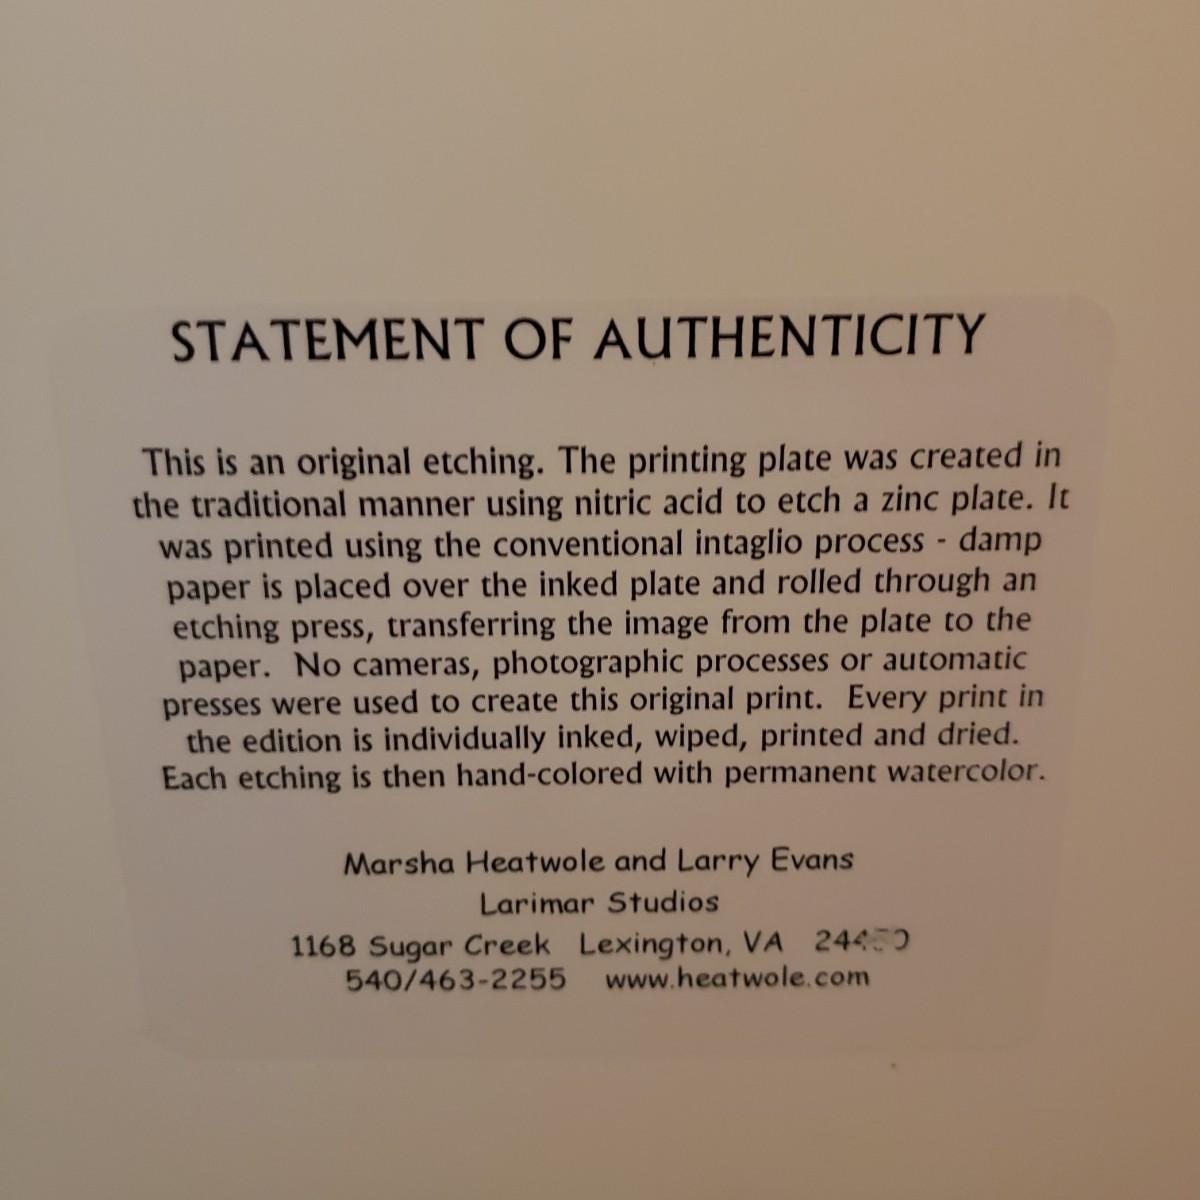 STATEMENT OF AUTHENTICITY
This is an original etching. The printing plate was created in
the traditional manner using nitric acid to etch a zinc plate. It
was printed using the conventional intaglio process - damp
paper is placed over the inked plate and rolled through an
etching press, transferring the image from the plate to the
paper. No cameras, photographic processes or automatic
presses were used to create this original print. Every print in
the edition is individually inked, wiped, printed and dried.
Each etching is then hand-colored with permanent watercolor.
Marsha Heatwole and Larry Evans
Larimar Studios
1168 Sugar Creek Lexington, VA
540/463-2255 www.heatwole.com